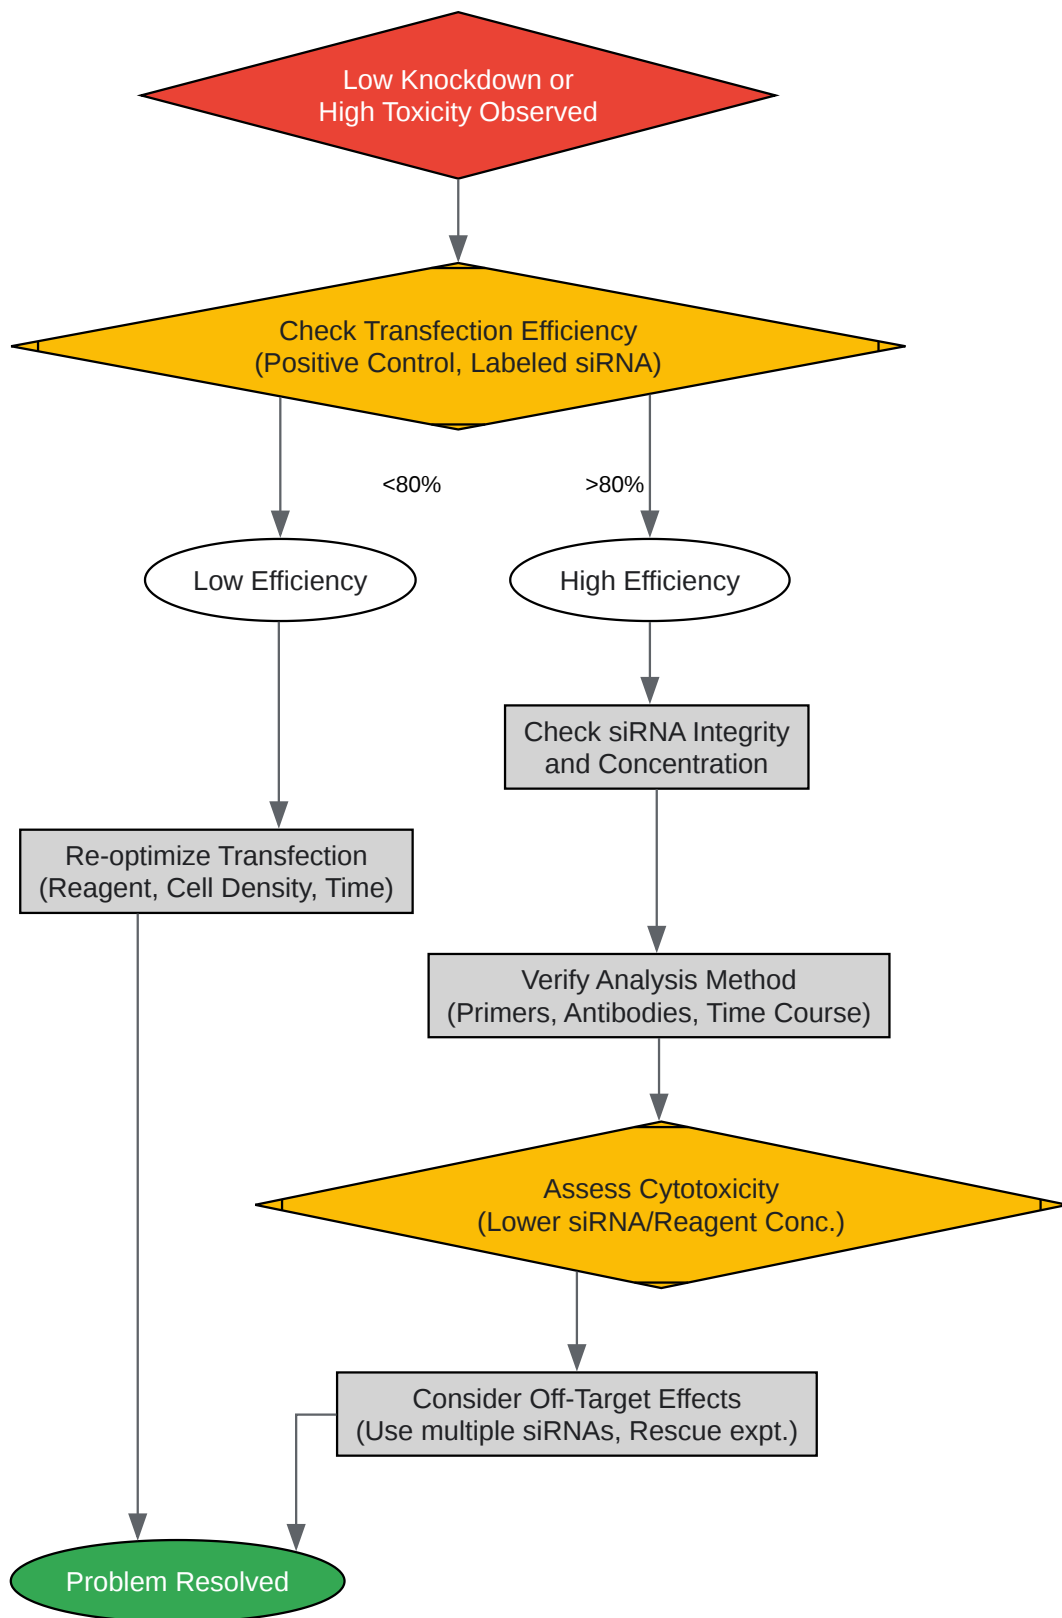 Low Knockdown or
High Toxicity Observed
Check Transfection Efficiency
(Positive Control, Labeled siRNA)
<80%
>80%
Low Efficiency
High Efficiency
Check siRNA Integrity
and Concentration
Re-optimize Transfection
(Reagent, Cell Density, Time)
Verify Analysis Method
(Primers, Antibodies, Time Course)
Assess Cytotoxicity
(Lower siRNA/Reagent Conc.)
Consider Off-Target Effects
(Use multiple siRNAs, Rescue expt.)
Problem Resolved